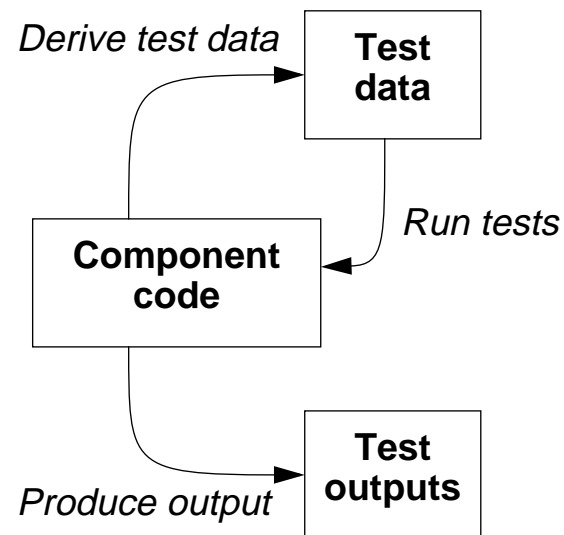 Derive test data
Test
data
Run tests
Component
code
Test
outputs
Produce output